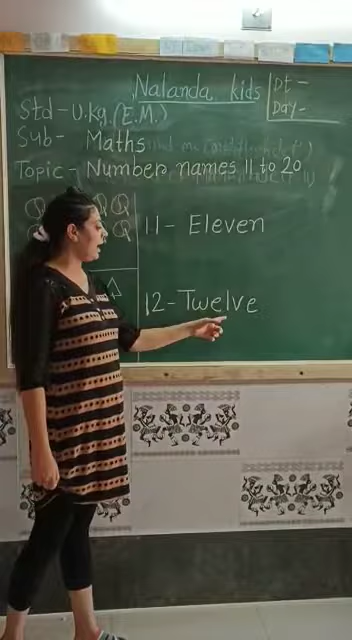 Nalanda kids
Dt -
Day -
Std - U.kg.(E.M.)
Sub - Maths
Topic - Number names 11 to 20
11 - Eleven
12 - Twelve